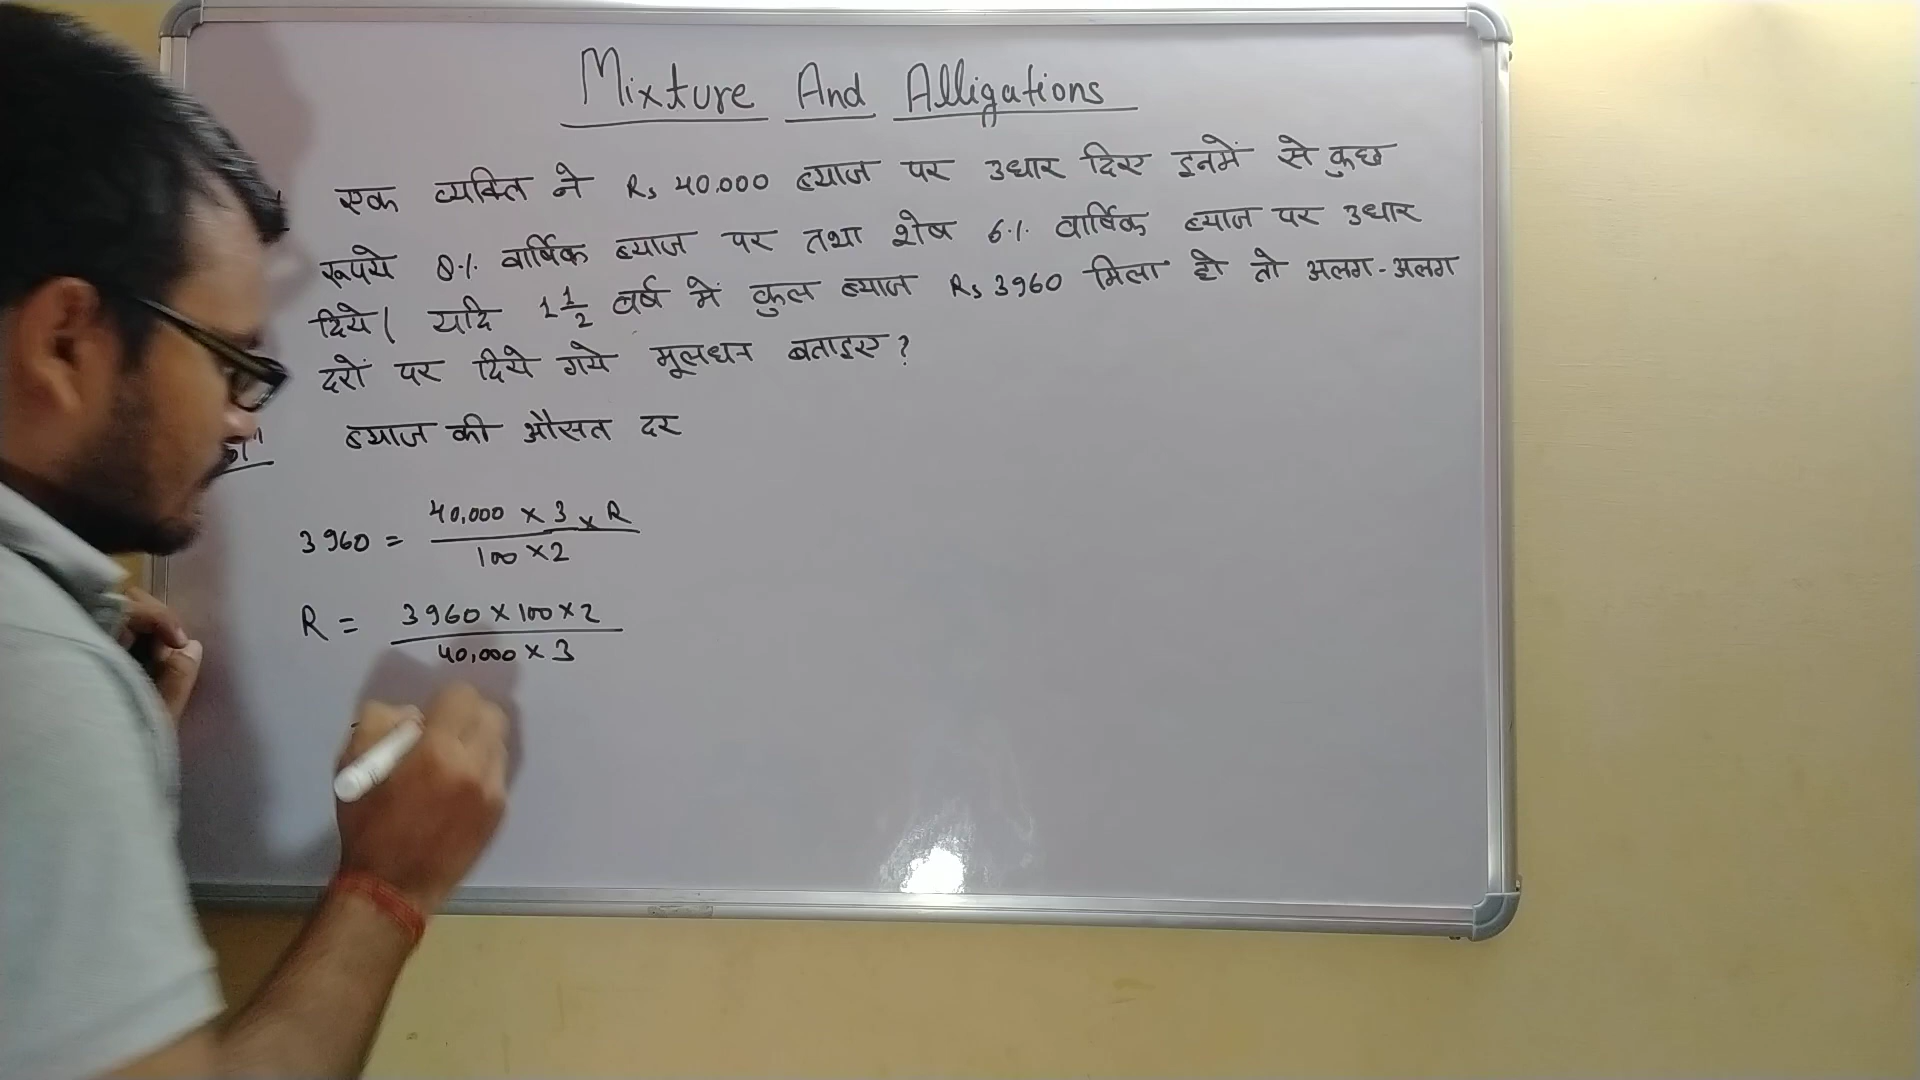 Mixture And Alligations
एक व्यक्ति ने Rs 40,000 ब्याज पर उधार दिए इनमें से कुछ
रूपये 8% वार्षिक ब्याज पर तथा शेष 6% वार्षिक ब्याज पर उधार
दिये। यदि 1 1/2 वर्ष में कुल ब्याज Rs 3960 मिला हो तो अलग-अलग
दरों पर दिये गये मूलधन बताइए?
ब्याज की औसत दर
3960 = 40,000 × 3 × R / 100 × 2
R = 3960 × 100 × 2 / 40,000 × 3